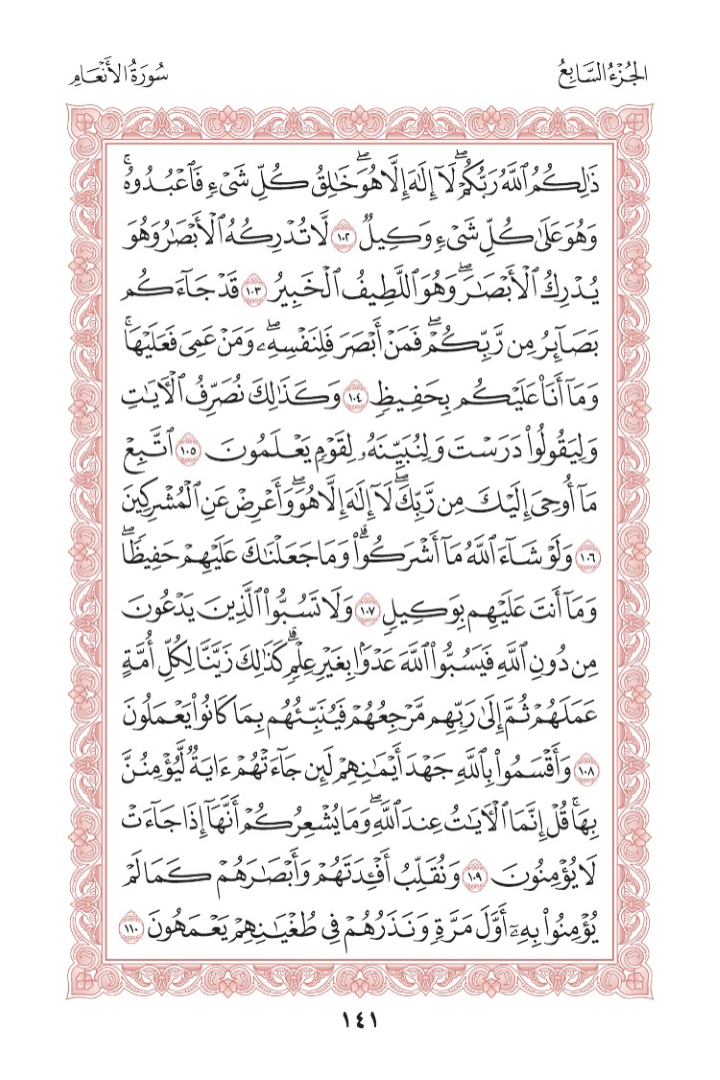 سُورَةُ الأَنْعَامِ
الجُزْءُ السَّابِعُ
ذَٰلِكُمُ ٱللَّهُ رَبُّكُمْۖ لَآ إِلَٰهَ إِلَّا هُوَۖ خَٰلِقُ كُلِّ شَىْءٍ فَٱعْبُدُوهُۚ
وَهُوَ عَلَىٰ كُلِّ شَىْءٍ وَكِيلٌ ١٠٢ لَّا تُدْرِكُهُ ٱلْأَبْصَٰرُ وَهُوَ
يُدْرِكُ ٱلْأَبْصَٰرَۖ وَهُوَ ٱللَّطِيفُ ٱلْخَبِيرُ ١٠٣ قَدْ جَآءَكُم
بَصَآئِرُ مِن رَّبِّكُمْۖ فَمَنْ أَبْصَرَ فَلِنَفْسِهِۦۖ وَمَنْ عَمِىَ فَعَلَيْهَاۚ
وَمَآ أَنَا۠ عَلَيْكُم بِحَفِيظٍ ١٠٤ وَكَذَٰلِكَ نُصَرِّفُ ٱلْـَٔايَٰتِ
وَلِيَقُولُوا۟ دَرَسْتَ وَلِنُبَيِّنَهُۥ لِقَوْمٍ يَعْلَمُونَ ١٠٥ ٱتَّبِعْ
مَآ أُوحِىَ إِلَيْكَ مِن رَّبِّكَۖ لَآ إِلَٰهَ إِلَّا هُوَۖ وَأَعْرِضْ عَنِ ٱلْمُشْرِكِينَ
١٠٦ وَلَوْ شَآءَ ٱللَّهُ مَآ أَشْرَكُوا۟ۗ وَمَا جَعَلْنَٰكَ عَلَيْهِمْ حَفِيظًاۖ
وَمَآ أَنتَ عَلَيْهِم بِوَكِيلٍ ١٠٧ وَلَا تَسُبُّوا۟ ٱلَّذِينَ يَدْعُونَ
مِن دُونِ ٱللَّهِ فَيَسُبُّوا۟ ٱللَّهَ عَدْوًۢا بِغَيْرِ عِلْمٍۗ كَذَٰلِكَ زَيَّنَّا لِكُلِّ أُمَّةٍ
عَمَلَهُمْ ثُمَّ إِلَىٰ رَبِّهِم مَّرْجِعُهُمْ فَيُنَبِّئُهُم بِمَا كَانُوا۟ يَعْمَلُونَ
١٠٨ وَأَقْسَمُوا۟ بِٱللَّهِ جَهْدَ أَيْمَٰنِهِمْ لَئِن جَآءَتْهُمْ ءَايَةٌ لَّيُؤْمِنُنَّ
بِهَاۚ قُلْ إِنَّمَا ٱلْـَٔايَٰتُ عِندَ ٱللَّهِۖ وَمَا يُشْعِرُكُمْ أَنَّهَآ إِذَا جَآءَتْ
لَا يُؤْمِنُونَ ١٠٩ وَنُقَلِّبُ أَفْـِٔدَتَهُمْ وَأَبْصَٰرَهُمْ كَمَا لَمْ
يُؤْمِنُوا۟ بِهِۦٓ أَوَّلَ مَرَّةٍ وَنَذَرُهُمْ فِى طُغْيَٰنِهِمْ يَعْمَهُونَ ١١٠
١٤١